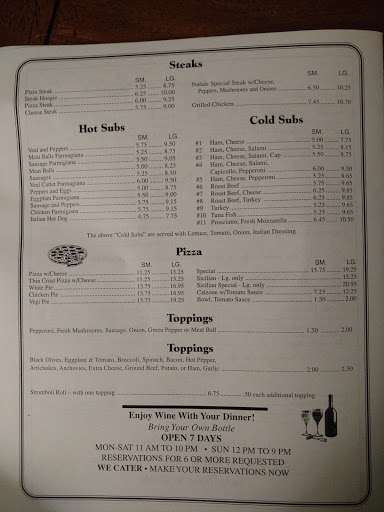 Steaks
SM. LG.
Plain Steak 5.25 8.75
Steak Hoagie 6.25 10.00
Pizza Steak 6.00 9.25
Cheese Steak 5.75 9.00
SM. LG.
Natale Special Steak w/Cheese,
Peppers, Mushrooms and Onions 6.50 10.25
Grilled Chicken 7.45 10.70
Hot Subs
SM. LG.
Veal and Peppers 5.75 9.50
Meat Balls Parmagiana 5.25 8.75
Sausage Parmagiana 5.50 9.05
Meat Balls 5.00 8.25
Sausages 5.25 8.50
Veal Cutlet Parmagiana 6.00 9.50
Peppers and Eggs 5.00 8.75
Eggplant Parmagiana 5.50 9.00
Sausage and Peppers 5.75 9.25
Chicken Parmigiana 5.75 9.75
Italian Hot Dog 4.75 7.75
Cold Subs
SM. LG.
#1 Ham, Cheese 5.00 7.75
#2 Ham, Cheese, Salami 5.25 8.15
#3 Ham, Cheese, Salami, Cap 5.50 8.75
#4 Ham, Cheese, Salami,
Capicollo, Pepperoni 6.00 9.50
#5 Ham, Cheese, Pepperoni 5.25 8.65
#6 Roast Beef 5.75 9.65
#7 Roast Beef, Cheese 6.25 9.85
#8 Roast Beef, Turkey 6.25 9.85
#9 Turkey 5.25 9.65
#10 Tuna Fish 5.25 9.65
#11 Prosciutto, Fresh Mozzarella 6.45 10.50
The above "Cold Subs" are served with Lettuce, Tomato, Onion, Italian Dressing
Pizza
SM. LG.
Pizza w/Cheese 11.25 13.25
Thin Crust Pizza w/Cheese 11.25 13.25
White Pie 13.75 16.95
Chicken Pie 13.75 16.95
Vegi Pie 15.75 19.25
SM. LG.
Special 15.75 19.25
Sicilian - Lg. only 15.25
Sicilian Special - Lg. only 20.95
Calzone w/Tomato Sauce 7.25 12.25
Bowl, Tomato Sauce 1.50 2.00
Toppings
Pepperoni, Fresh Mushrooms, Sausage, Onion, Green Pepper or Meat Ball 1.50 2.00
Toppings
Black Olives, Eggplant & Tomato, Broccoli, Spinach, Bacon, Hot Pepper,
Artichokes, Anchovies, Extra Cheese, Ground Beef, Potato, or Ham, Garlic 2.00 2.50
Stromboli Roll – with one topping 6.75 .50 each additional topping
Enjoy Wine With Your Dinner!
Bring Your Own Bottle
OPEN 7 DAYS
MON-SAT 11 AM TO 10 PM • SUN 12 PM TO 9 PM
RESERVATIONS FOR 6 OR MORE REQUESTED
WE CATER • MAKE YOUR RESERVATIONS NOW